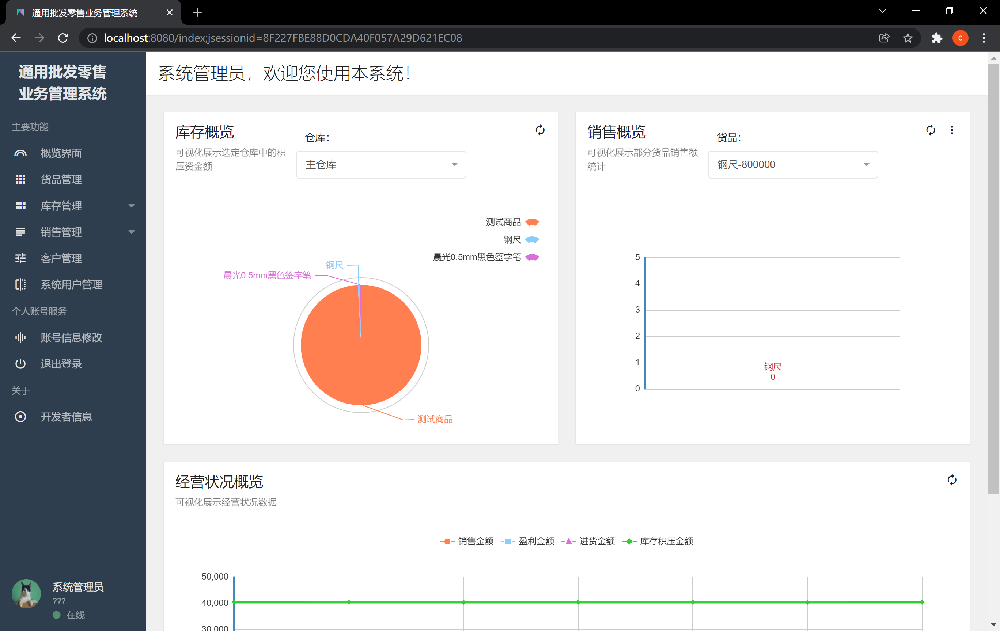 通用批发零售业务管理系统
localhost:8080/index;jsessionid=8F227FBE88D0CDA40F057A29D621EC08
C
通用批发零售
业务管理系统
主要功能
概览界面
货品管理
库存管理
销售管理
客户管理
系统用户管理
个人账号服务
账号信息修改
退出登录
关于
开发者信息
系统管理员
???
在线
系统管理员，欢迎您使用本系统！
库存概览
可视化展示选定仓库中的积
压资金额
仓库：
主仓库
测试商品
钢尺
晨光0.5mm黑色签字笔
钢尺
晨光0.5mm黑色签字笔
测试商品
销售概览
可视化展示部分货品销售额
统计
货品：
钢尺-800000
5
4
3
2
1
0
钢尺
0
经营状况概览
可视化展示经营状况数据
销售金额 盈利金额 进货金额 库存积压金额
50,000
40,000
30,000